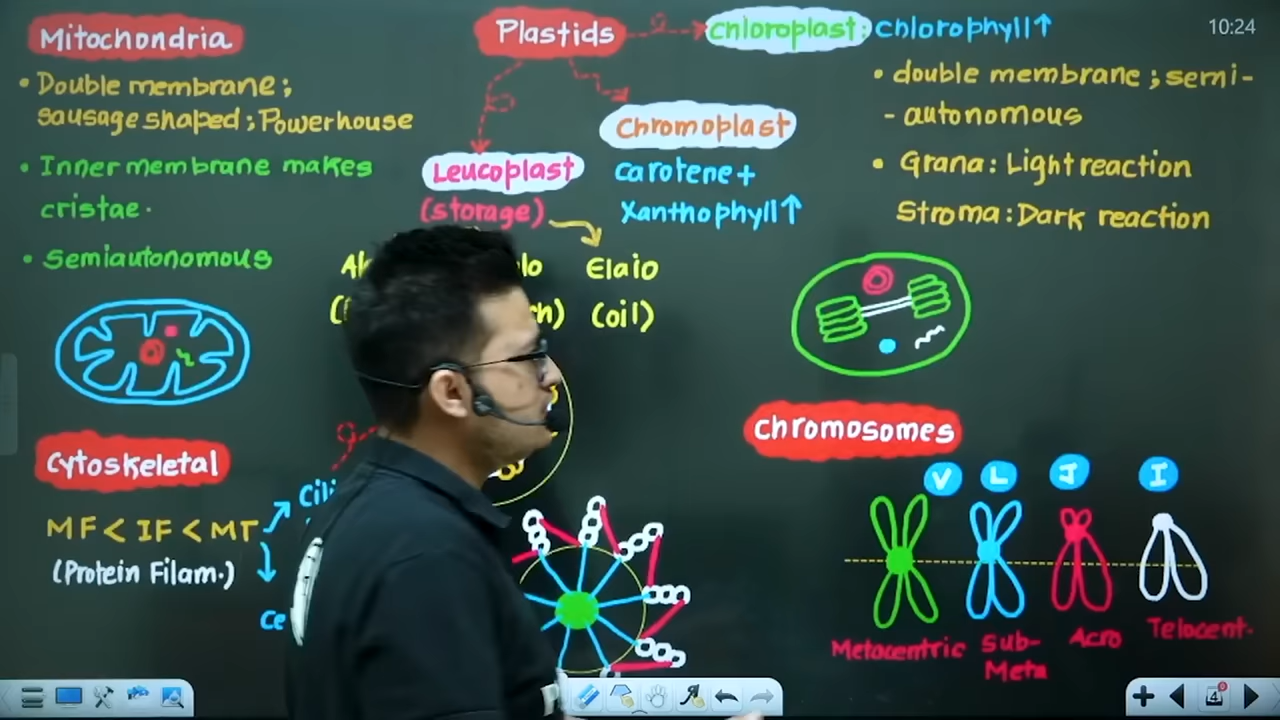 Mitochondria
• Double membrane ;
sausage shaped ; Powerhouse
• Inner membrane makes
cristae.
• Semiautonomous
Cytoskeletal
MF < IF < MT
(Protein Filam.)
Plastids
Leucoplast
(storage)
Elaio
(oil)
Chromoplast
carotene +
Xanthophyll ↑
chloroplast : chlorophyll ↑
• double membrane ; semi-
- autonomous
• Grana : Light reaction
Stroma : Dark reaction
chromosomes
V L J I
Metacentric
Sub-
Meta
Acro
Telocent.
10:24
4